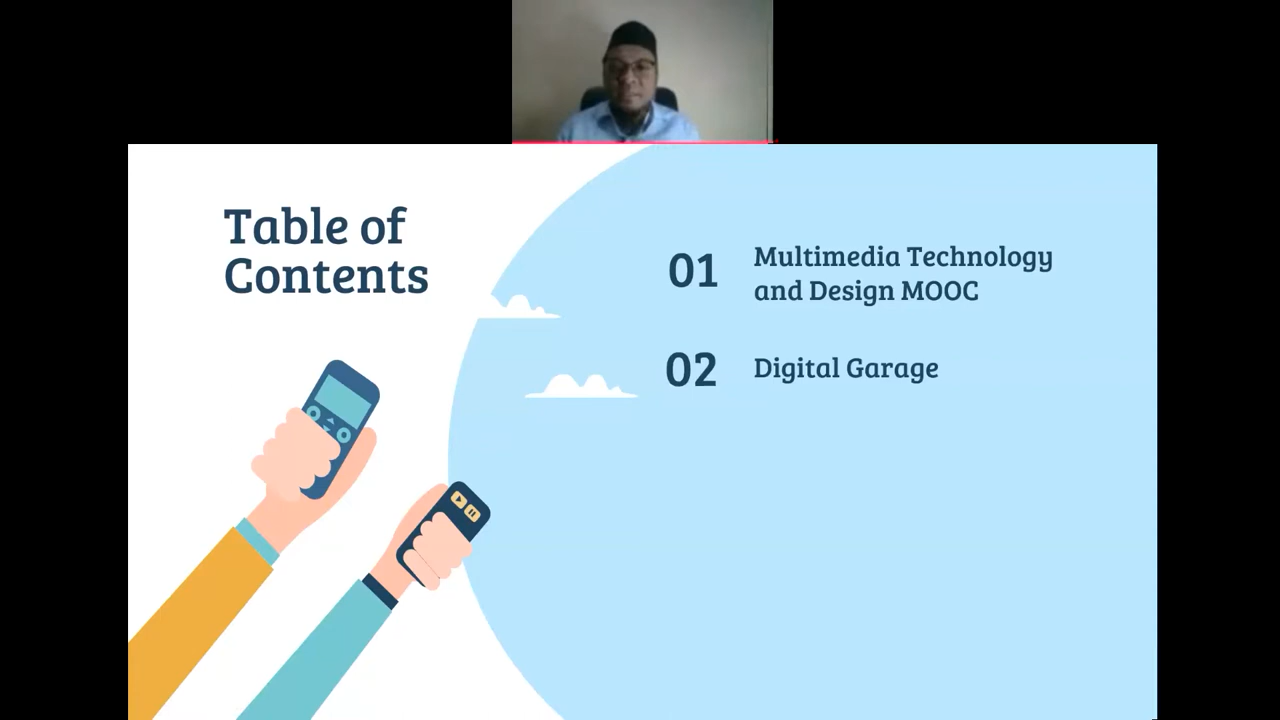 Table of
Contents
01
Multimedia Technology
and Design MOOC
02
Digital Garage